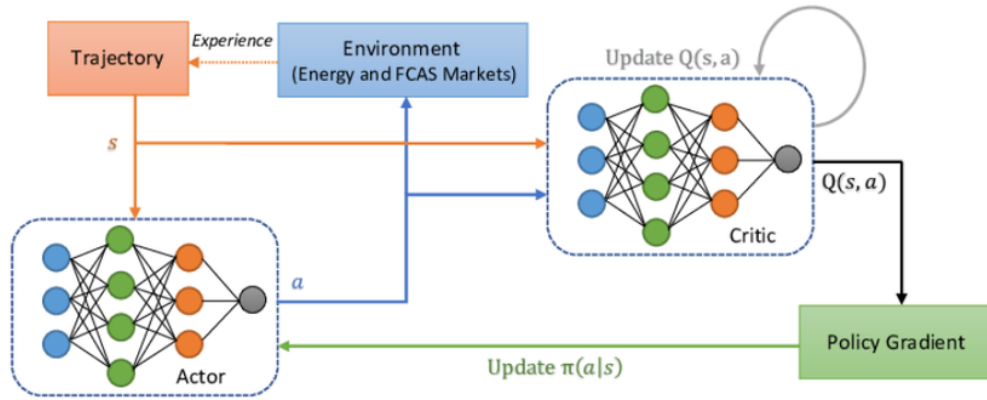 Trajectory
Experience
Environment
(Energy and FCAS Markets)
Update Q(s, a)
s
Q(s, a)
Critic
a
Actor
Update π(a|s)
Policy Gradient